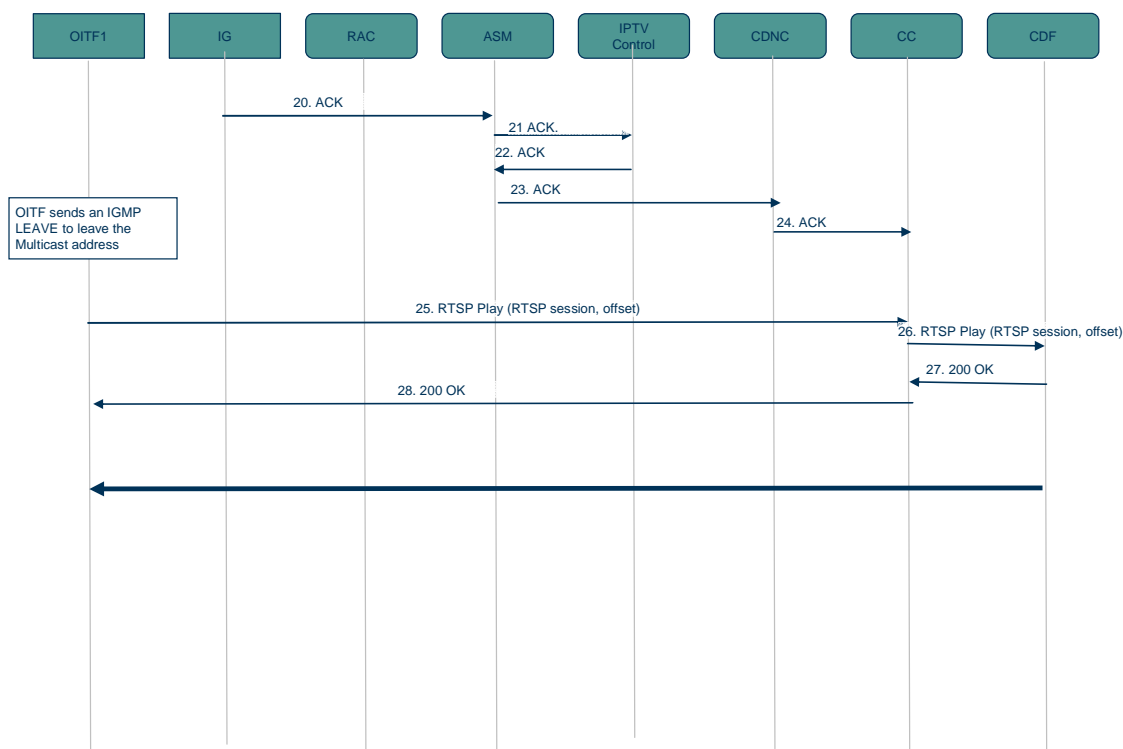 OITF1
IG
RAC
ASM
IPTV
Control
CDNC
CC
CDF
20. ACK
21 ACK.
22. ACK
23. ACK
OITF sends an IGMP
LEAVE to leave the
Multicast address
24. ACK
25. RTSP Play (RTSP session, offset)
26. RTSP Play (RTSP session, offset)
27. 200 OK
28. 200 OK